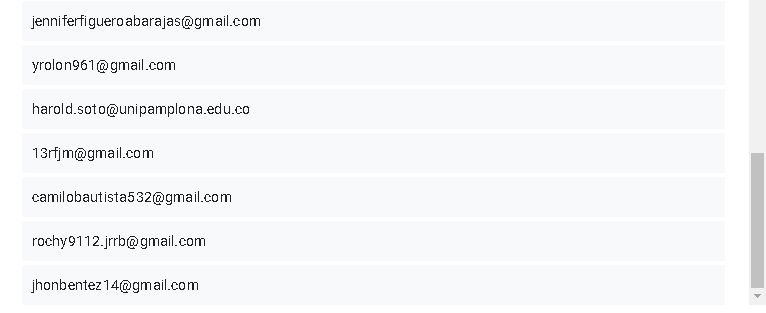 jenniferfigueroabarajas@gmail.com
yrolon961@gmail.com
harold.soto@unipamplona.edu.co
13rfjm@gmail.com
camilobautista532@gmail.com
rochy9112.jrrb@gmail.com
jhonbentez14@gmail.com